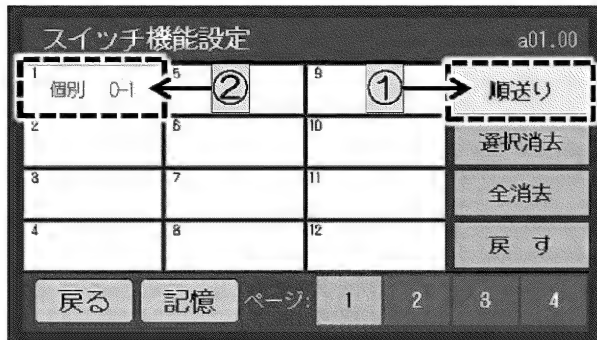 スイッチ機能設定 a01.00
1 個別 0-1 ② 5 9 ① 順送り
2 6 10 選択消去
3 7 11 全消去
4 8 12 戻す
戻る 記憶 ページ: 1 2 3 4